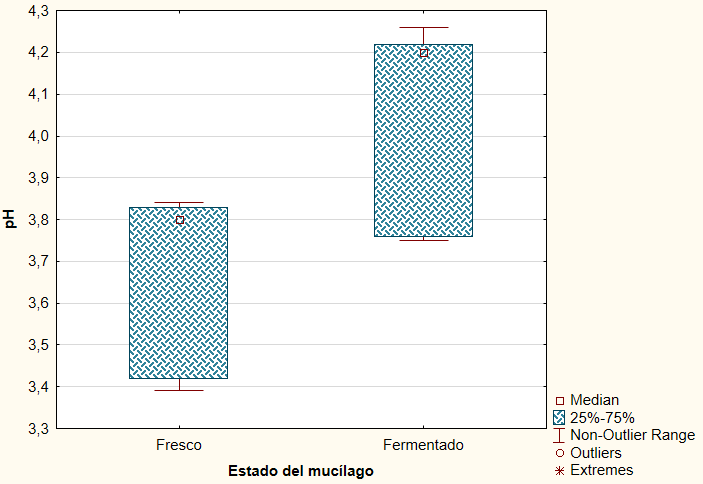 4,3
4,2
4,1
4,0
3,9
3,8
3,7
3,6
3,5
3,4
3,3
pH
Fresco
Fermentado
Estado del mucílago
Median
25%-75%
Non-Outlier Range
Outliers
Extremes